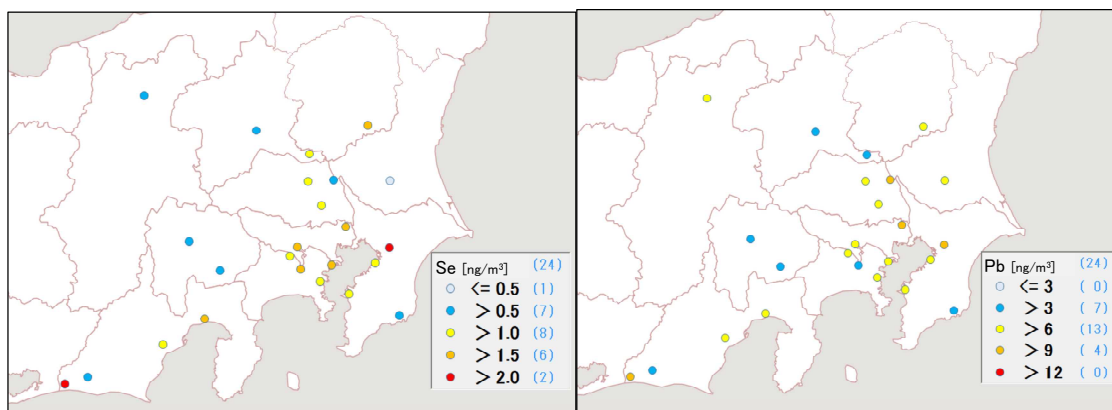 Se [ng/m³] (24)
<= 0.5 (1)
> 0.5 (7)
> 1.0 (8)
> 1.5 (6)
> 2.0 (2)
Pb [ng/m³] (24)
<= 3 ( 0)
> 3 ( 7)
> 6 (13)
> 9 ( 4)
> 12 ( 0)